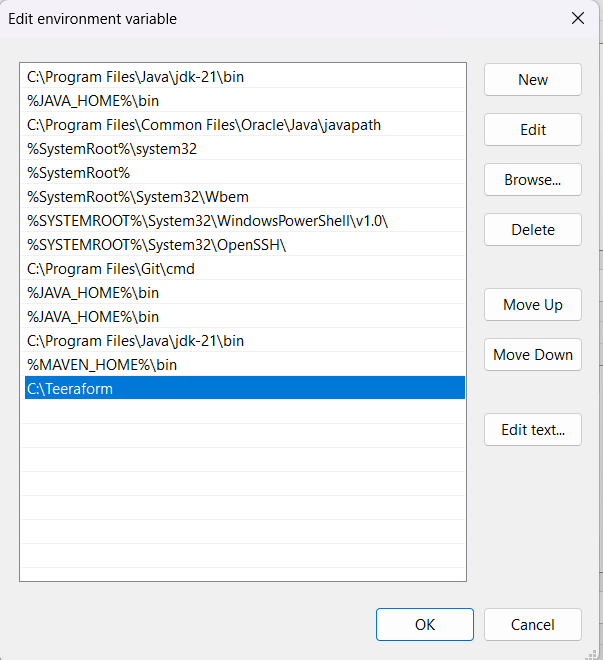 Edit environment variable
C:\Program Files\Java\jdk-21\bin
%JAVA_HOME%\bin
C:\Program Files\Common Files\Oracle\Java\javapath
%SystemRoot%\system32
%SystemRoot%
%SystemRoot%\System32\Wbem
%SYSTEMROOT%\System32\WindowsPowerShell\v1.0\
%SYSTEMROOT%\System32\OpenSSH\
C:\Program Files\Git\cmd
%JAVA_HOME%\bin
%JAVA_HOME%\bin
C:\Program Files\Java\jdk-21\bin
%MAVEN_HOME%\bin
C:\Teeraform
New
Edit
Browse...
Delete
Move Up
Move Down
Edit text...
OK
Cancel